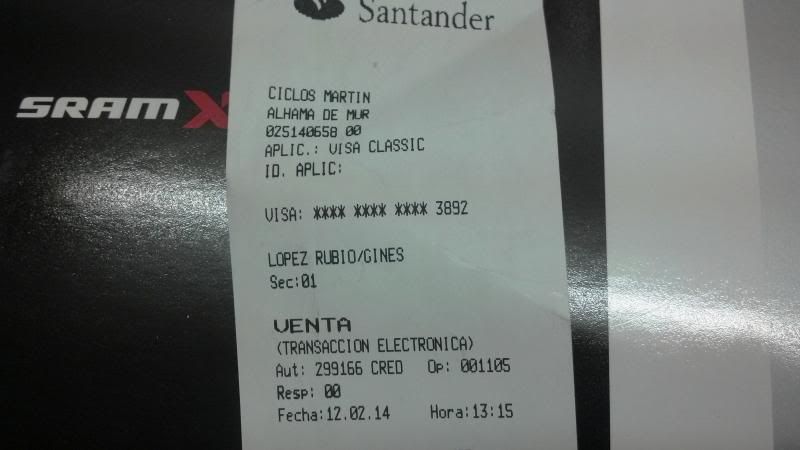 Santander
SRAM X
CICLOS MARTIN
ALHAMA DE MUR
025140658 00
APLIC.: VISA CLASSIC
ID. APLIC:
VISA: **** **** **** 3892
LOPEZ RUBIO/GINES
Sec:01
VENTA
(TRANSACCION ELECTRONICA)
Aut: 299166 CRED Op: 001105
Resp: 00
Fecha:12.02.14 Hora:13:15